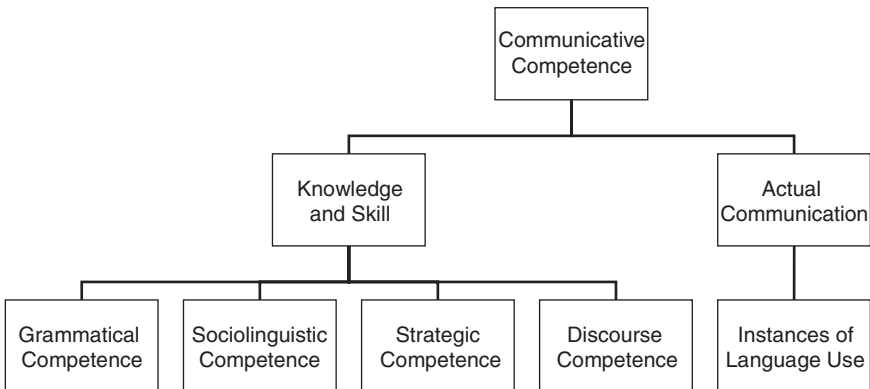 Communicative
Competence
Knowledge
and Skill
Actual
Communication
Grammatical
Competence
Sociolinguistic
Competence
Strategic
Competence
Discourse
Competence
Instances of
Language Use